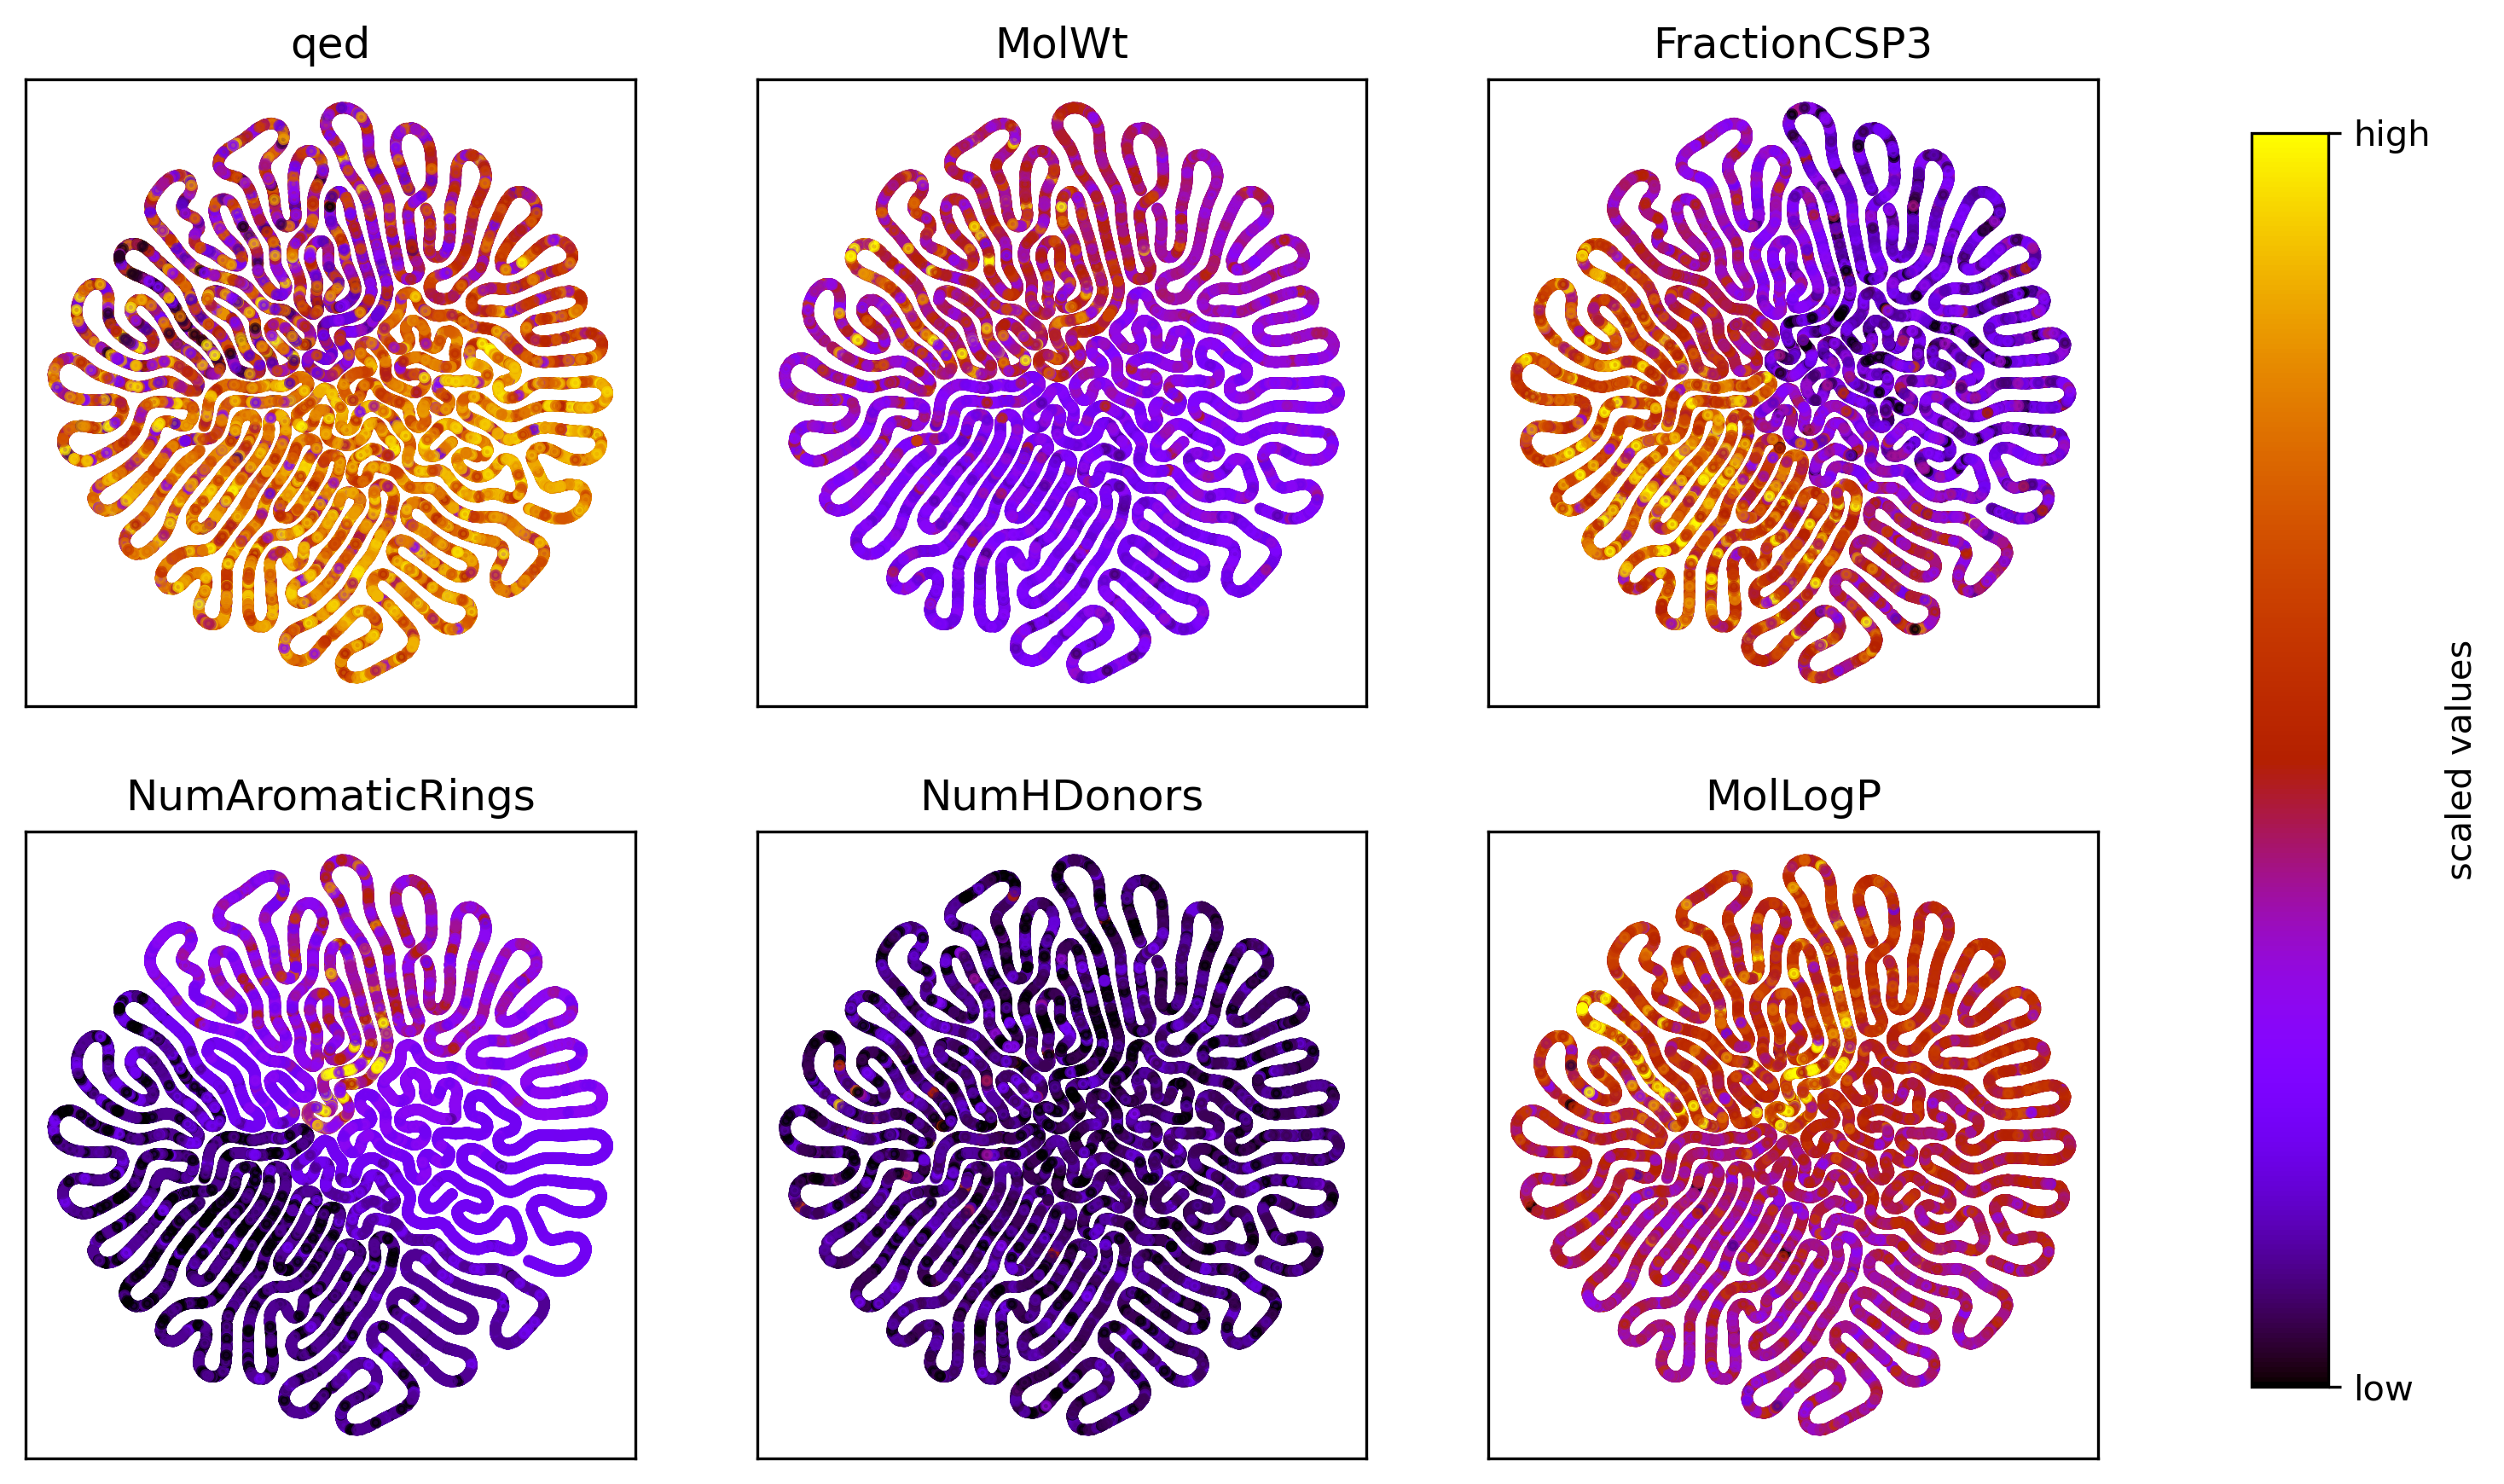 qed
MolWt
FractionCSP3
NumAromaticRings
NumHDonors
MolLogP
high
scaled values
low